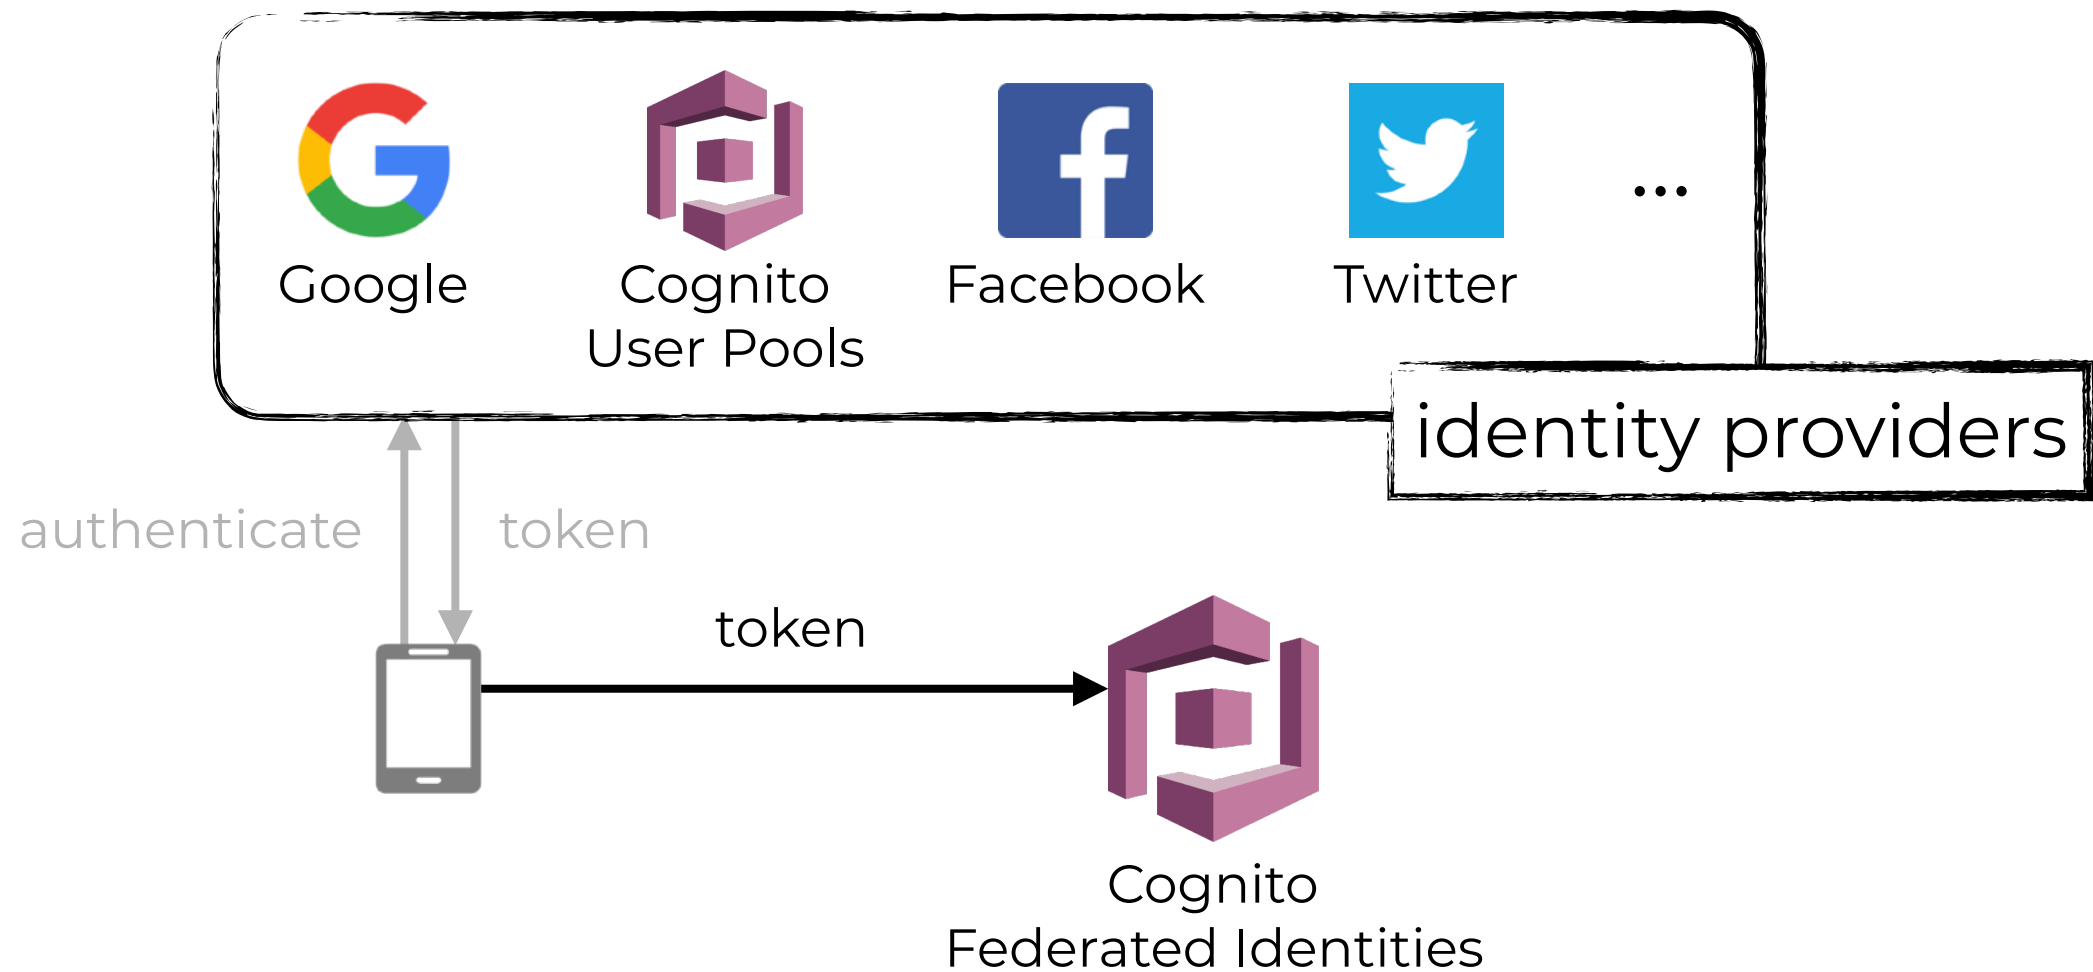 Google
Cognito
User Pools
Facebook
Twitter
...
identity providers
authenticate
token
token
Cognito
Federated Identities